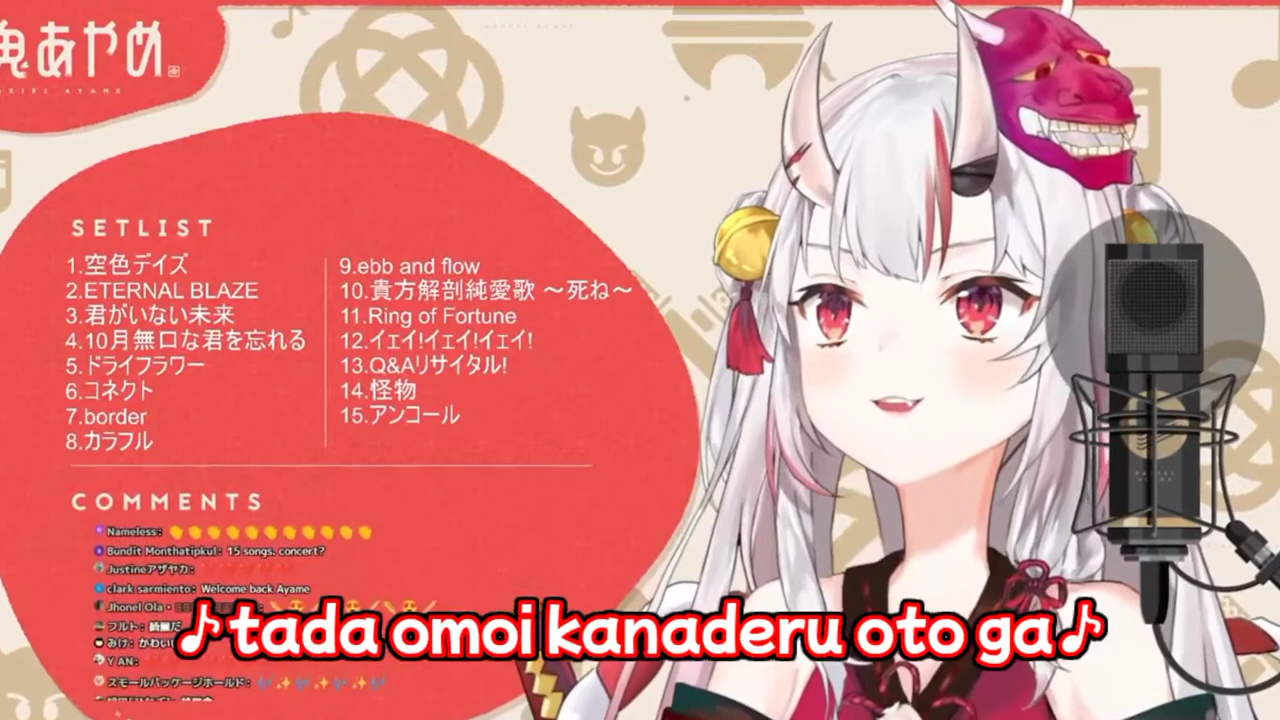 鬼あやめ
SETLIST
1.空色デイズ
2.ETERNAL BLAZE
3.君がいない未来
4.10月無口な君を忘れる
5.ドライフラワー
6.コネクト
7.border
8.カラフル
9.ebb and flow
10.貴方解剖純愛歌 ～死ね～
11.Ring of Fortune
12.イェイ!イェイ!イェイ!
13.Q&Aリサイタル!
14.怪物
15.アンコール
COMMENTS
Nameless:
Bundit Monthatipkul: 15 songs. concert?
Justineアザヤカ:
clark sarmiento: Welcome back Ayame
Jhonel Ola
フルト: 綺麗だ
みけ: かわいい
Y AN:
スモールパッケージホールド:
♪tada omoi kanaderu oto ga♪